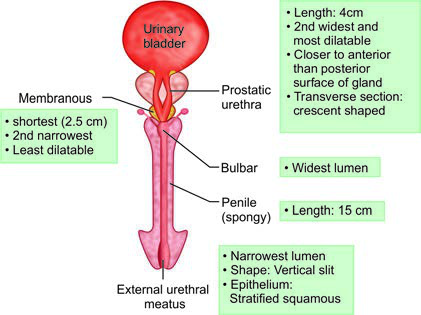 Urinary
bladder
• Length: 4cm
• 2nd widest and
most dilatable
• Closer to anterior
than posterior
surface of gland
• Transverse section:
crescent shaped
Prostatic
urethra
Membranous
• shortest (2.5 cm)
• 2nd narrowest
• Least dilatable
Bulbar
• Widest lumen
Penile
(spongy)
• Length: 15 cm
External urethral
meatus
• Narrowest lumen
• Shape: Vertical slit
• Epithelium:
Stratified squamous